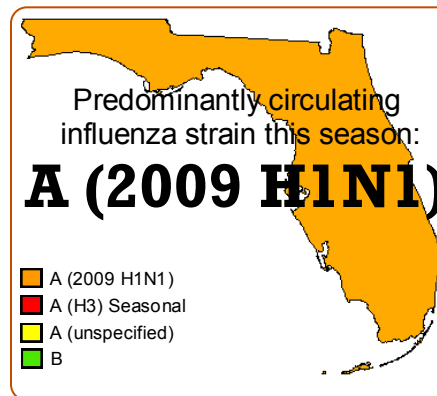 Predominantly circulating
influenza strain this season:
A (2009 H1N1)
A (2009 H1N1)
A (H3) Seasonal
A (unspecified)
B